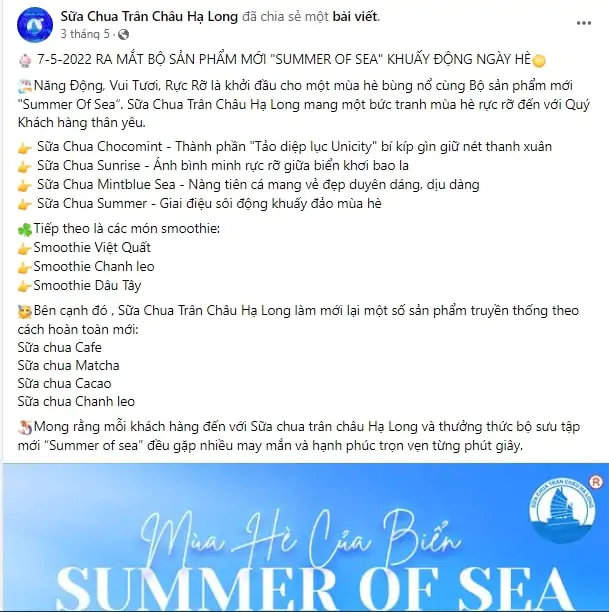 Sữa Chua Trân Châu Hạ Long đã chia sẻ một bài viết.
3 tháng 5 ·
7-5-2022 RA MẮT BỘ SẢN PHẨM MỚI "SUMMER OF SEA" KHUẤY ĐỘNG NGÀY HÈ
Năng Động, Vui Tươi, Rực Rỡ là khởi đầu cho một mùa hè bùng nổ cùng Bộ sản phẩm mới
"Summer Of Sea". Sữa Chua Trân Châu Hạ Long mang một bức tranh mùa hè rực rỡ đến với Quý
Khách hàng thân yêu.
👉 Sữa Chua Chocomint - Thành phần "Tảo diệp lục Unicity" bí kíp gìn giữ nét thanh xuân
👉 Sữa Chua Sunrise - Ánh bình minh rực rỡ giữa biển khơi bao la
👉 Sữa Chua Mintblue Sea - Nàng tiên cá mang vẻ đẹp duyên dáng, dịu dàng
👉 Sữa Chua Summer - Giai điệu sôi động khuấy đảo mùa hè
🍀Tiếp theo là các món smoothie:
👉Smoothie Việt Quất
👉Smoothie Chanh leo
👉Smoothie Dâu Tây
Bên cạnh đó , Sữa Chua Trân Châu Hạ Long làm mới lại một số sản phẩm truyền thống theo
cách hoàn toàn mới:
Sữa chua Cafe
Sữa chua Matcha
Sữa chua Cacao
Sữa chua Chanh leo
Mong rằng mỗi khách hàng đến với Sữa chua trân châu Hạ Long và thưởng thức bộ sưu tập
mới "Summer of sea" đều gặp nhiều may mắn và hạnh phúc trọn vẹn từng phút giây.
SỮA CHUA TRÂN CHÂU HẠ LONG
®
Mùa Hè Của Biển
SUMMER OF SEA